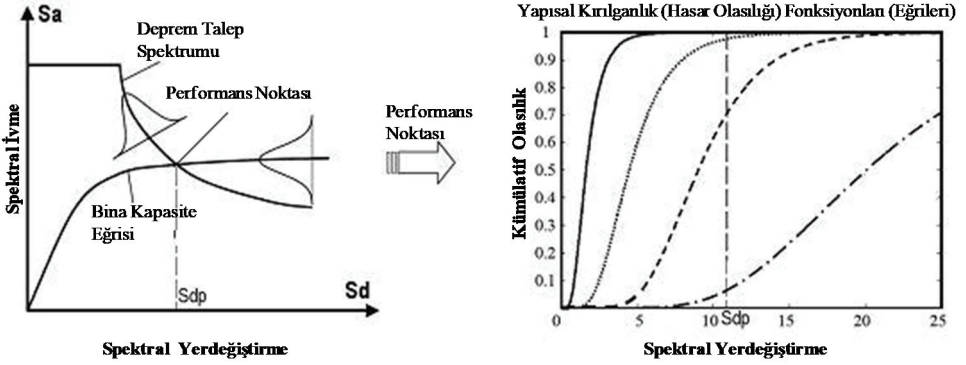 Sa
Deprem Talep
Spektrumu
Performans Noktası
Spektral İvme
Bina Kapasite
Eğrisi
Sdp
Sd
Spektral Yerdeğiştirme
Performans
Noktası
Yapısal Kırılganlık (Hasar Olasılığı) Fonksiyonları (Eğrileri)
Kümülatif Olasılık
1
0.9
0.8
0.7
0.6
0.5
0.4
0.3
0.2
0.1
0 5 10 Sdp 15 20 25
Spektral Yerdeğiştirme